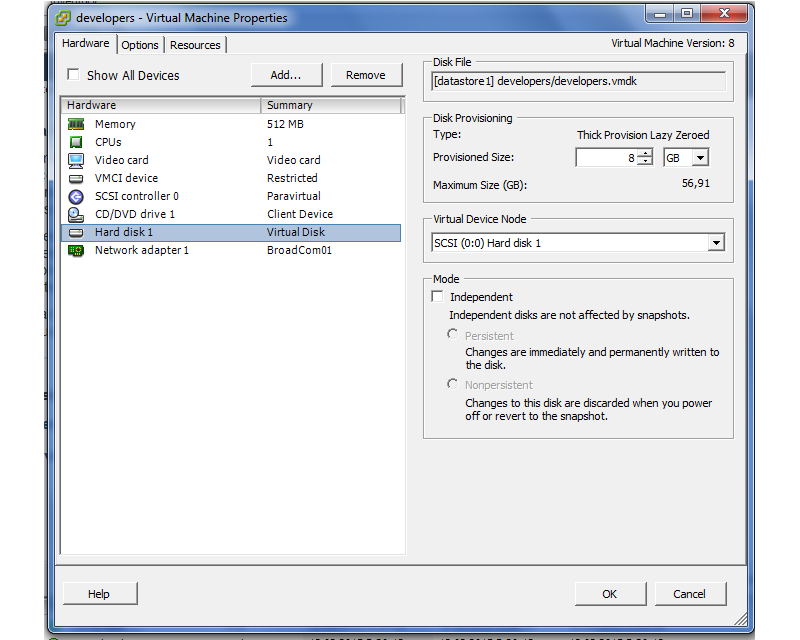 developers - Virtual Machine Properties
Hardware Options Resources
Virtual Machine Version: 8
Show All Devices
Add...
Remove
Hardware Summary
Memory 512 MB
CPUs 1
Video card Video card
VMCI device Restricted
SCSI controller 0 Paravirtual
CD/DVD drive 1 Client Device
Hard disk 1 Virtual Disk
Network adapter 1 BroadCom01
Disk File
[datastore1] developers/developers.vmdk
Disk Provisioning
Type: Thick Provision Lazy Zeroed
Provisioned Size: 8 GB
Maximum Size (GB): 56,91
Virtual Device Node
SCSI (0:0) Hard disk 1
Mode
Independent
Independent disks are not affected by snapshots.
Persistent
Changes are immediately and permanently written to
the disk.
Nonpersistent
Changes to this disk are discarded when you power
off or revert to the snapshot.
Help
OK
Cancel